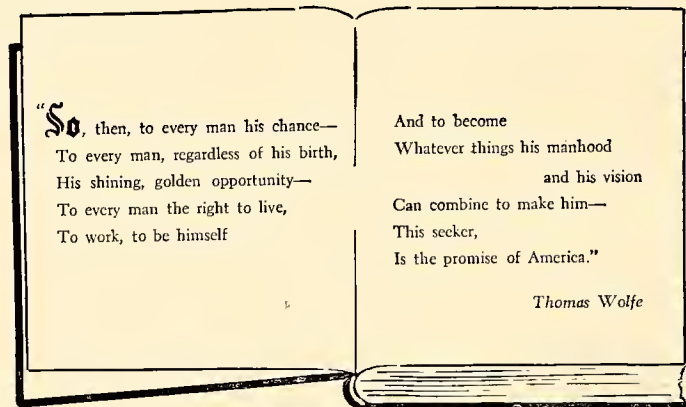 “So, then, to every man his chance—
To every man, regardless of his birth,
His shining, golden opportunity—
To every man the right to live,
To work, to be himself
And to become
Whatever things his manhood
and his vision
Can combine to make him—
This seeker,
Is the promise of America.”
Thomas Wolfe